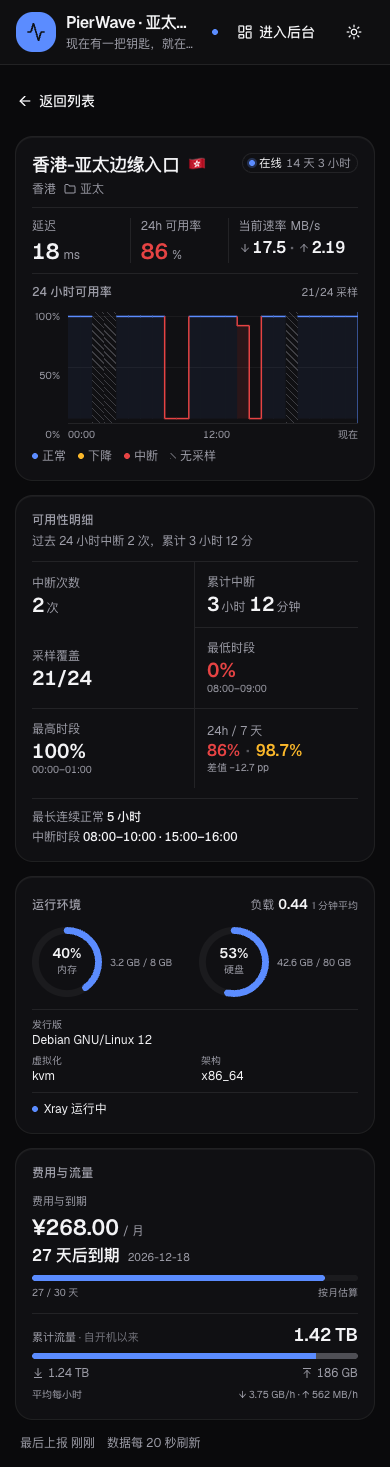 PierWave · 亚太…
现在有一把钥匙，就在…
进入后台
返回列表
香港-亚太边缘入口 🇭🇰
在线 14 天 3 小时
香港 亚太
延迟
18 ms
24h 可用率
86 %
当前速率 MB/s
↓ 17.5 · ↑ 2.19
24 小时可用率
21/24 采样
100%
50%
0%
00:00 12:00 现在
正常 下降 中断 无采样
可用性明细
过去 24 小时中断 2 次，累计 3 小时 12 分
中断次数
2 次
累计中断
3 小时 12 分钟
采样覆盖
21/24
最低时段
0%
08:00–09:00
最高时段
100%
00:00–01:00
24h / 7 天
86% · 98.7%
差值 −12.7 pp
最长连续正常 5 小时
中断时段 08:00–10:00 · 15:00–16:00
运行环境
负载 0.44 1 分钟平均
40%
内存
3.2 GB / 8 GB
53%
硬盘
42.6 GB / 80 GB
发行版
Debian GNU/Linux 12
虚拟化
kvm
架构
x86_64
Xray 运行中
费用与流量
费用与到期
¥268.00 / 月
27 天后到期 2026-12-18
27 / 30 天
按月估算
累计流量 · 自开机以来
1.42 TB
↓ 1.24 TB
↑ 186 GB
平均每小时
↓ 3.75 GB/h · ↑ 562 MB/h
最后上报 刚刚 数据每 20 秒刷新